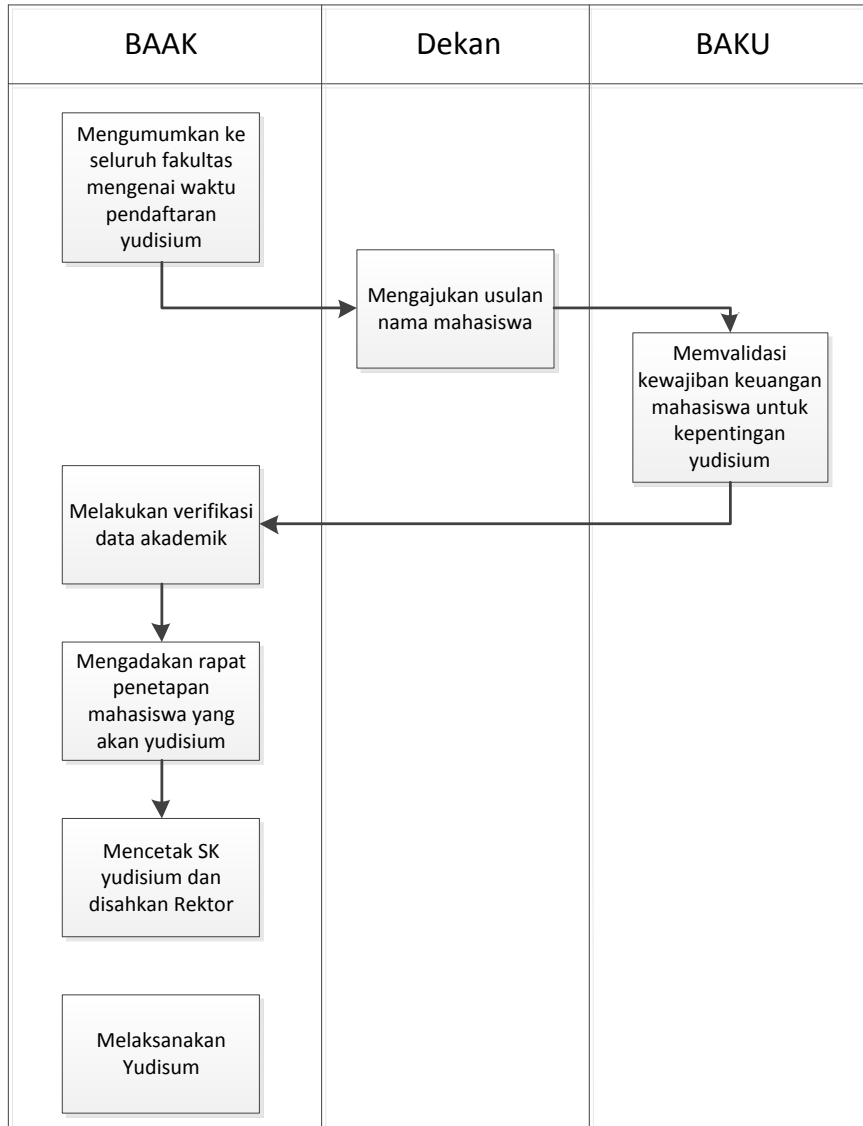 BAAK
Dekan
BAKU
Mengumumkan ke
seluruh fakultas
mengenai waktu
pendaftaran
yudisium
Mengajukan usulan
nama mahasiswa
Memvalidasi
kewajiban keuangan
mahasiswa untuk
kepentingan
yudisium
Melakukan verifikasi
data akademik
Mengadakan rapat
penetapan
mahasiswa yang
akan yudisium
Mencetak SK
yudisium dan
disahkan Rektor
Melaksanakan
Yudisum